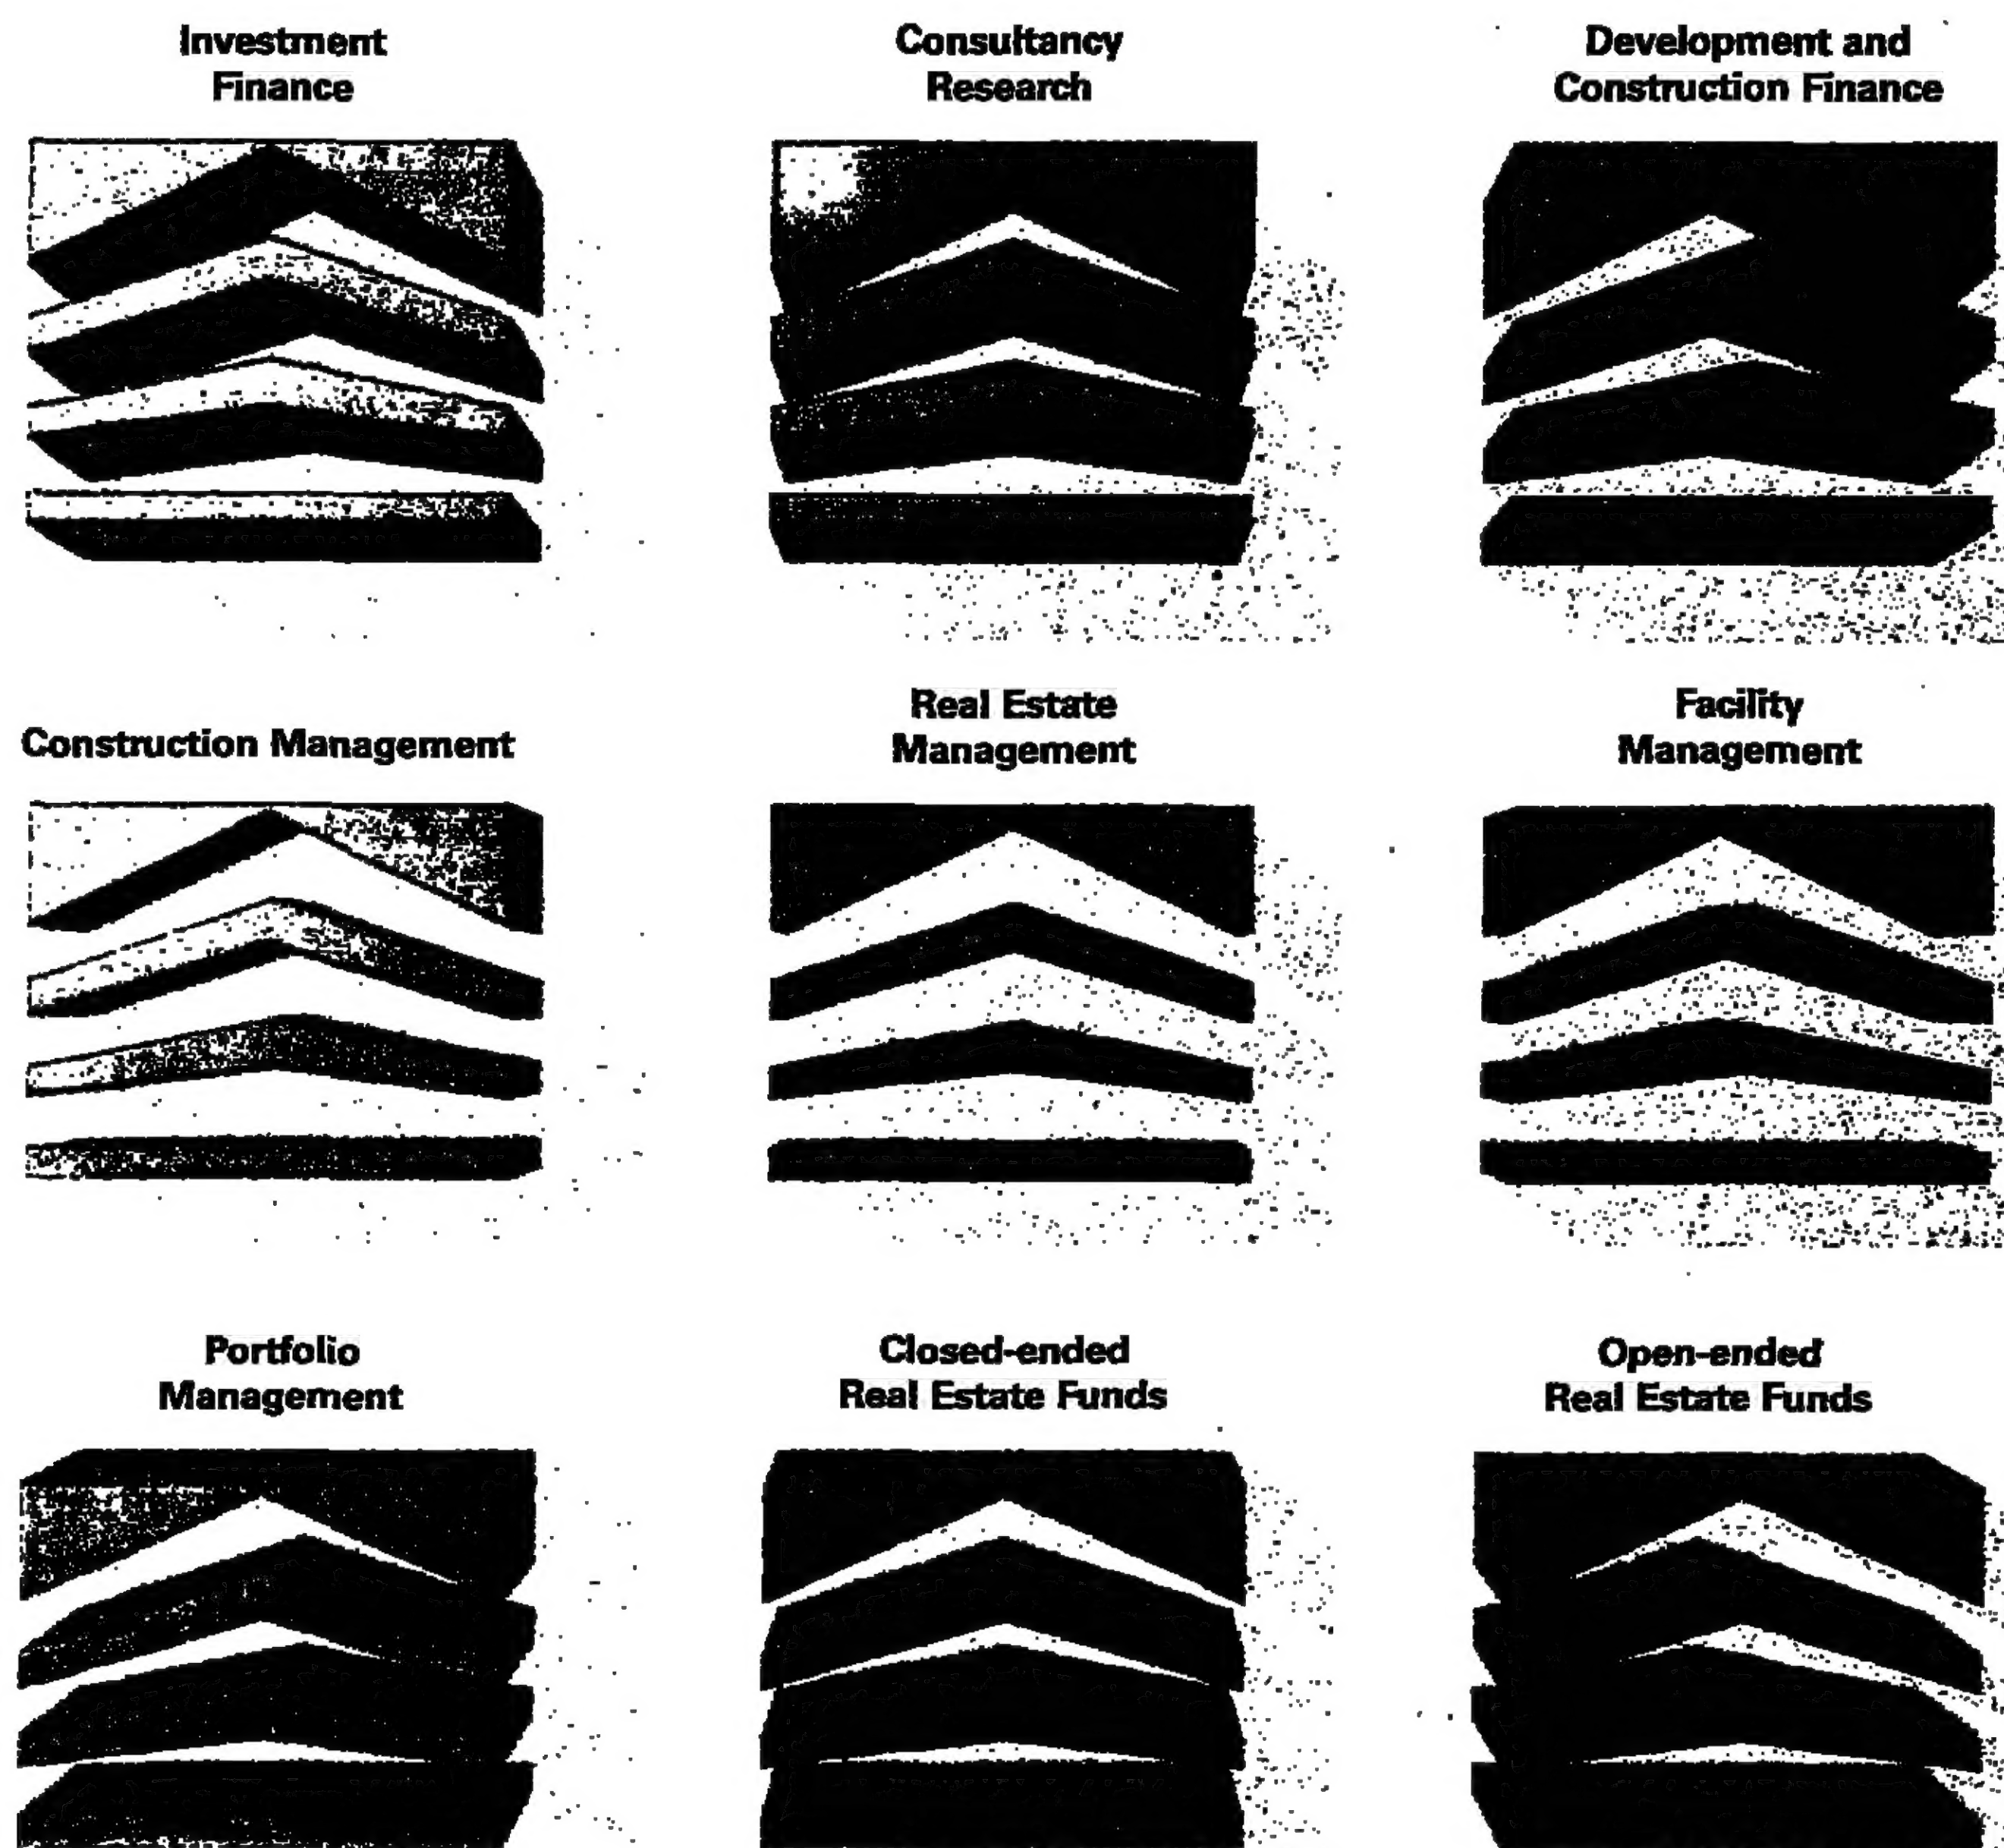 Investment
Finance
Consultancy
Research
Development and
Construction Finance
Construction Management
Real Estate
Management
Facility
Management
Portfolio
Management
Closed-ended
Real Estate Funds
Open-ended
Real Estate Funds